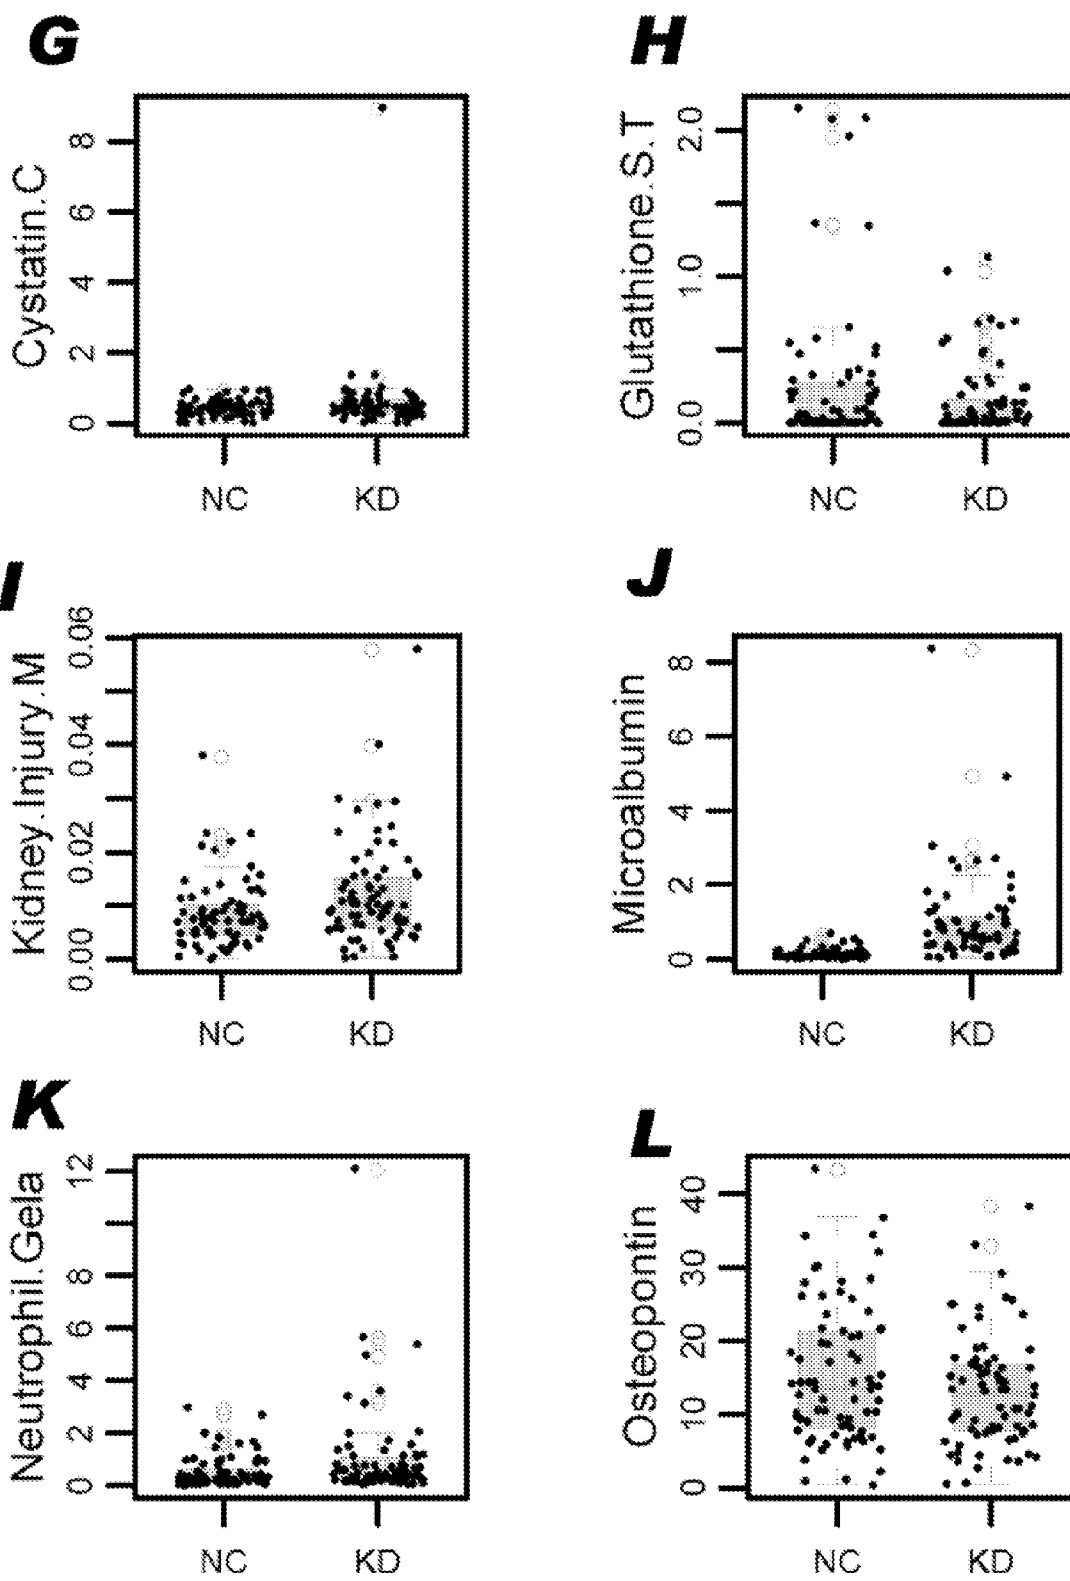 G
H
Cystatin.C
8
6
4
2
0
NC
KD
Glutathione.S.T
2.0
1.0
0.0
NC
KD
I
J
Kidney.Injury.M
0.06
0.04
0.02
0.00
NC
KD
Microalbumin
8
6
4
2
0
NC
KD
K
L
Neutrophil.Gela
12
8
6
4
2
0
NC
KD
Osteopontin
40
30
20
10
0
NC
KD